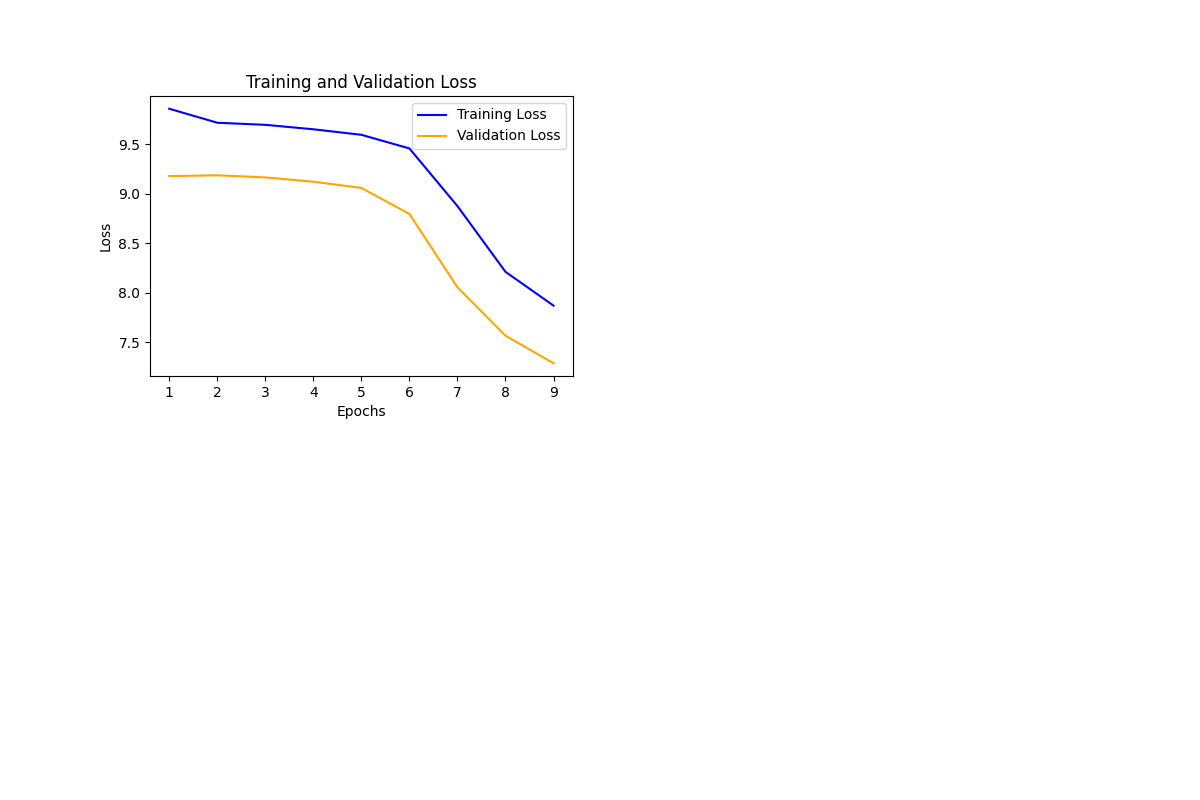 Training and Validation Loss
Training Loss
Validation Loss
9.5
9.0
8.5
8.0
7.5
Loss
1 2 3 4 5 6 7 8 9
Epochs